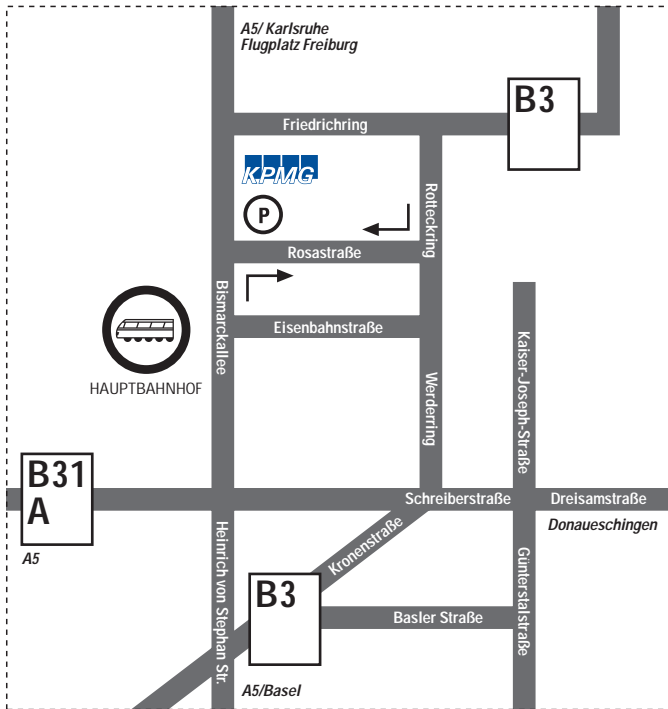 A5/ Karlsruhe
Flugplatz Freiburg
B3
Friedrichring
KPMG
P
Rotteckring
Rosastraße
Bismarckallee
Eisenbahnstraße
HAUPTBAHNHOF
Werderring
Kaiser-Joseph-Straße
B31
A
A5
Schreiberstraße
Dreisamstraße
Donaueschingen
Kronenstraße
Heinrich von Stephan Str.
B3
Basler Straße
Günterstalstraße
A5/Basel